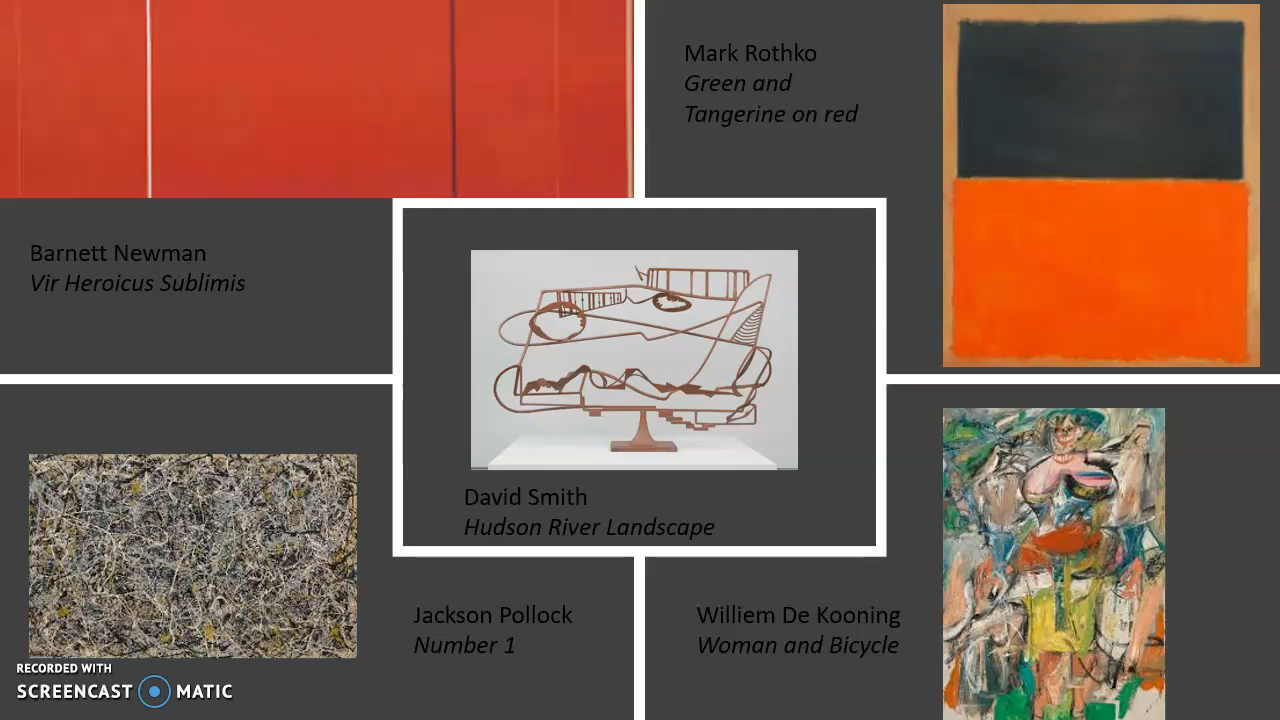 Mark Rothko
Green and
Tangerine on red
Barnett Newman
Vir Heroicus Sublimis
David Smith
Hudson River Landscape
Jackson Pollock
Number 1
Williem De Kooning
Woman and Bicycle
RECORDED WITH
SCREENCAST MATIC